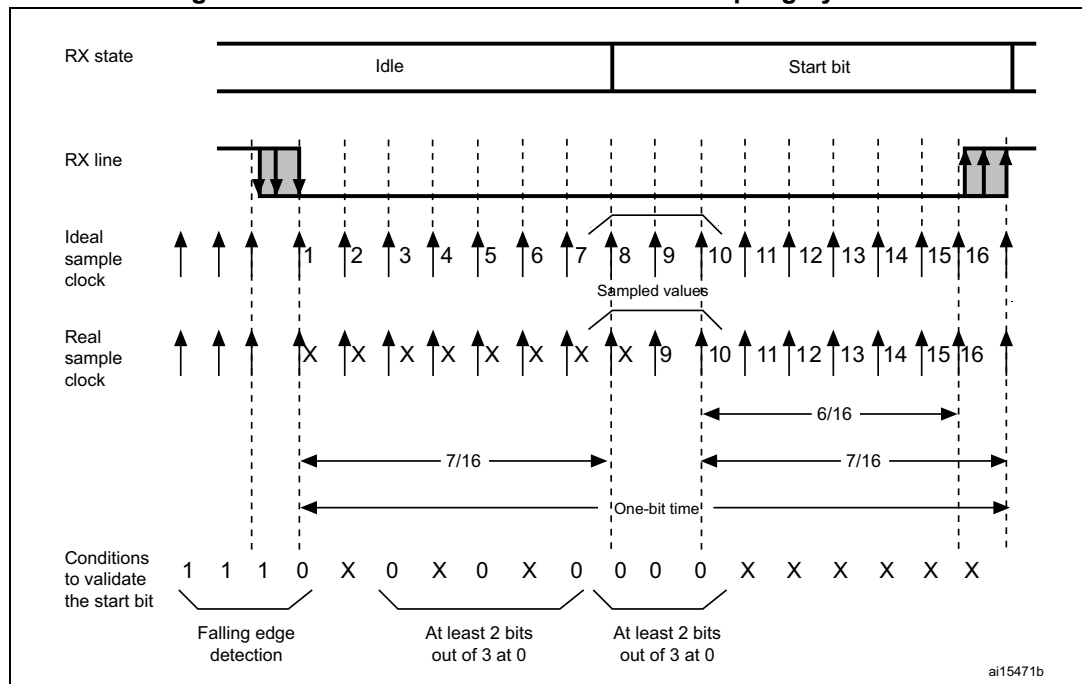 RX state
Idle
Start bit
RX line
Ideal
sample
clock
1 2 3 4 5 6 7 8 9 10 11 12 13 14 15 16
Sampled values
Real
sample
clock
X X X X X X X X 9 10 11 12 13 14 15 16
6/16
7/16
7/16
One-bit time
Conditions
to validate
the start bit
1 1 1 0 X 0 X 0 X 0 0 0 0 X X X X X X
Falling edge
detection
At least 2 bits
out of 3 at 0
At least 2 bits
out of 3 at 0
ai15471b